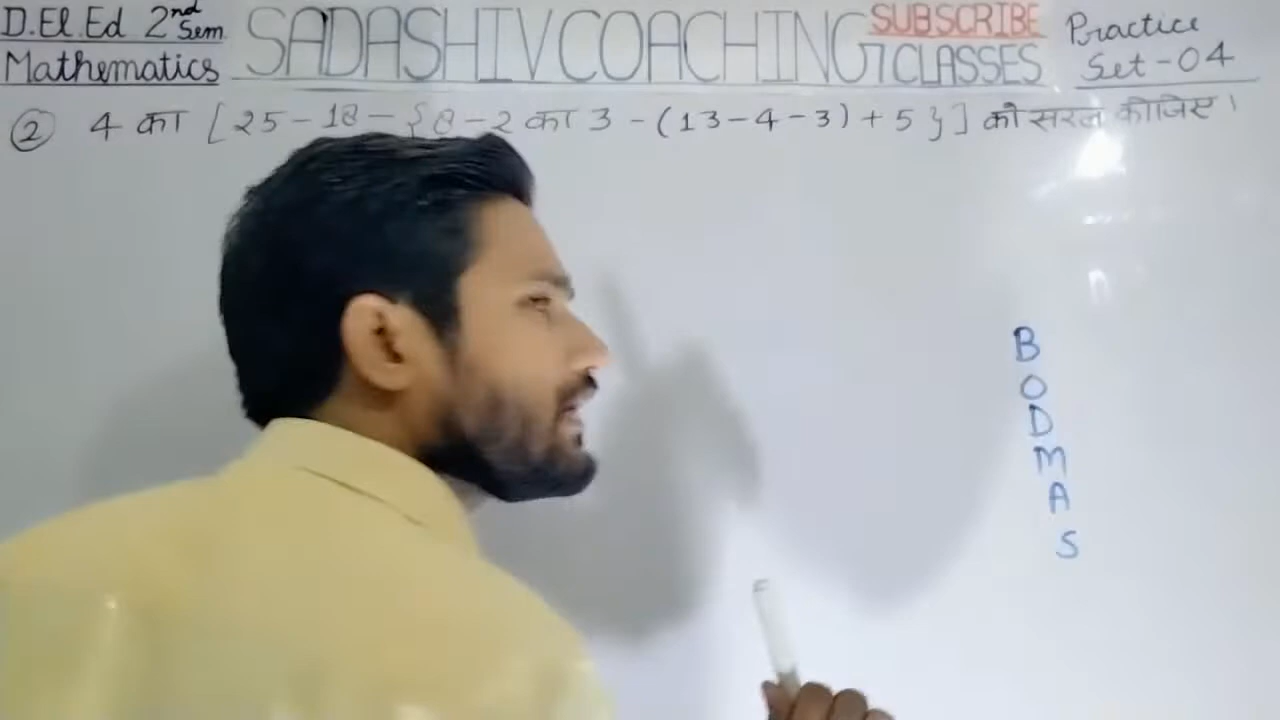 D.El.Ed 2nd Sem
Mathematics
SADASHIV COACHING CLASSES
SUBSCRIBE
Practice
Set-04
② 4 का [25-18-{8-2 का 3 -(13-4-3)+5}] को सरल कीजिए।
B
O
D
M
A
S